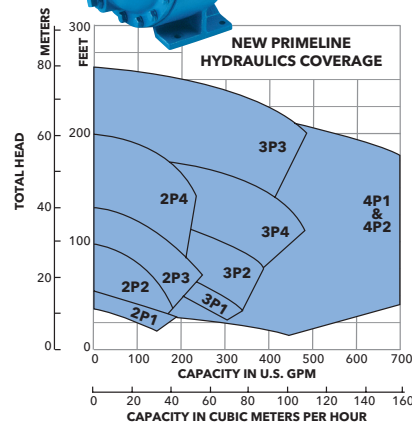 NEW PRIMELINE
HYDRAULICS COVERAGE
METERS
FEET
TOTAL HEAD
80
60
40
20
0
300
200
100
0
3P3
2P4
4P1
&
4P2
3P4
2P3
3P2
2P2
3P1
2P1
0 100 200 300 400 500 600 700
CAPACITY IN U.S. GPM
0 20 40 60 80 100 120 140 160
CAPACITY IN CUBIC METERS PER HOUR